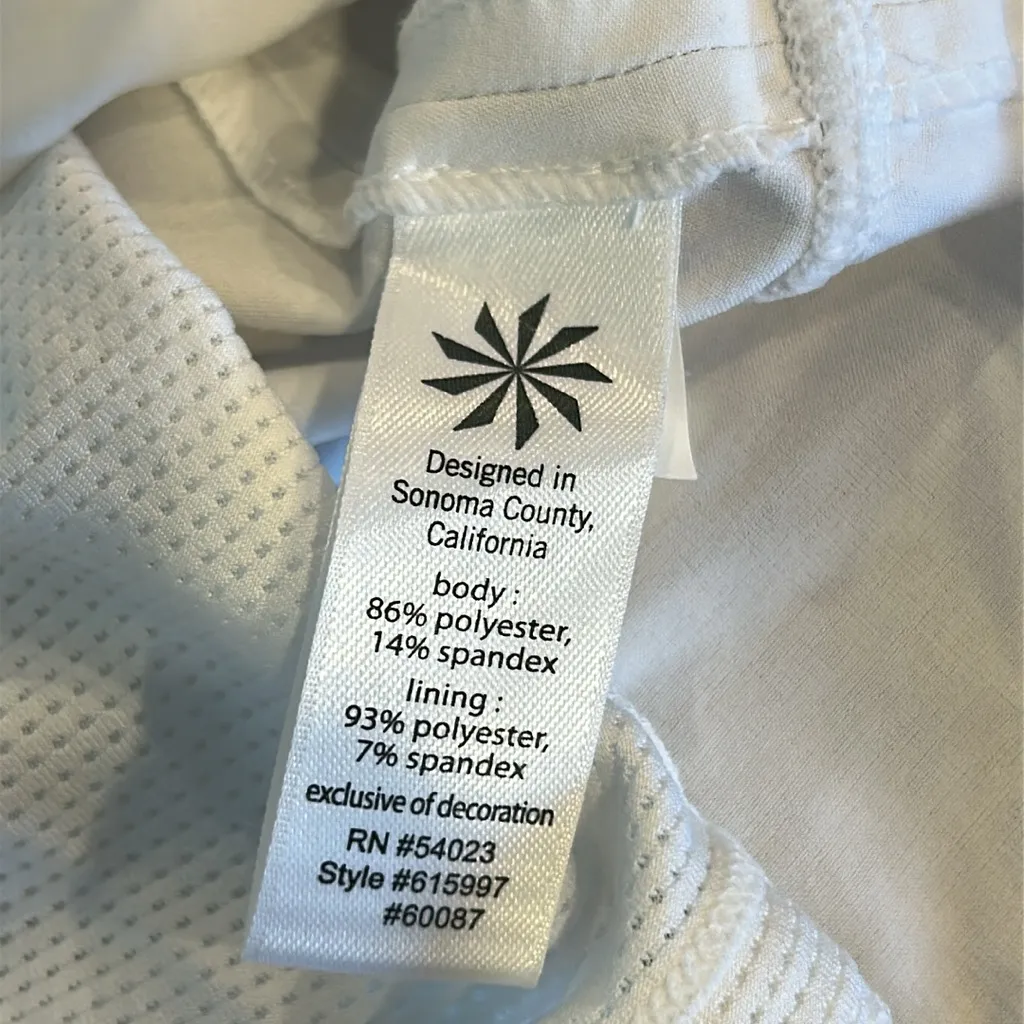 Designed in
Sonoma County,
California
body :
86% polyester,
14% spandex
lining :
93% polyester,
7% spandex
exclusive of decoration
RN #54023
Style #615997
#60087